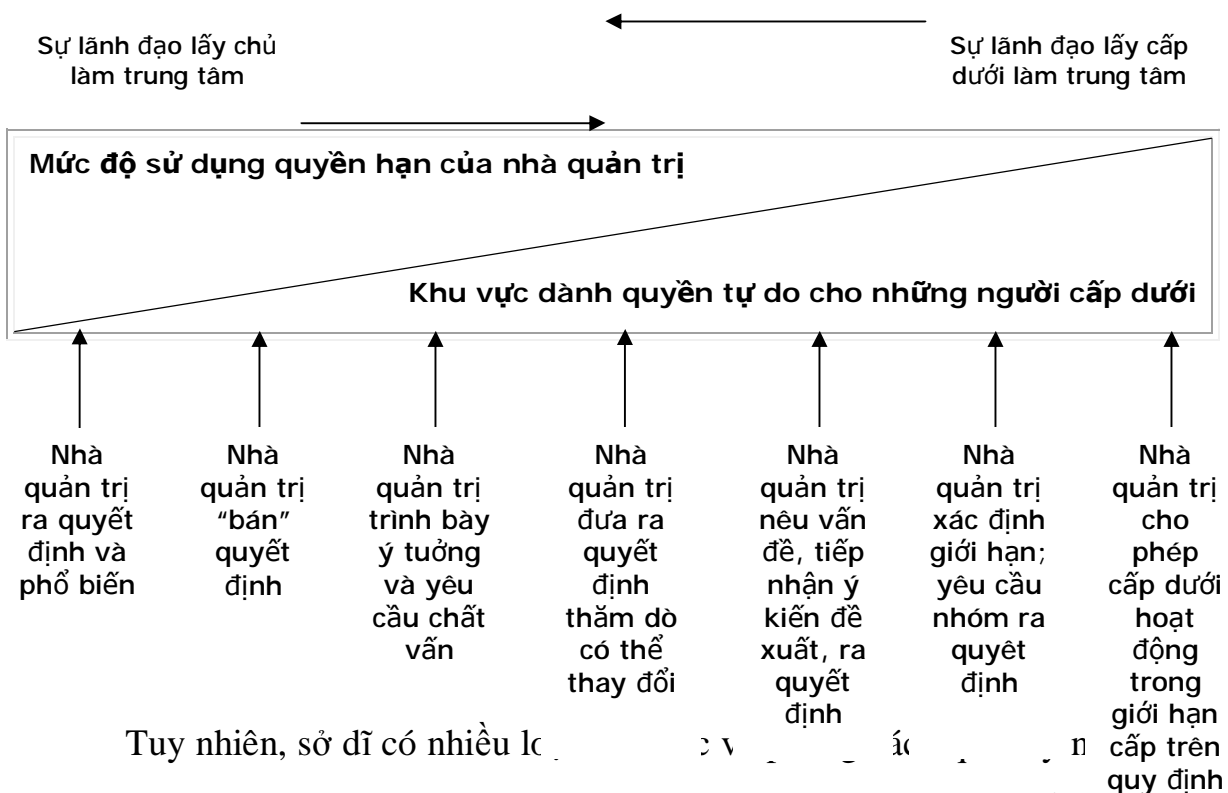 Sự lãnh đạo lấy chủ
làm trung tâm
Sự lãnh đạo lấy cấp
dưới làm trung tâm
Mức độ sử dụng quyền hạn của nhà quản trị
Khu vực dành quyền tự do cho những người cấp dưới
Nhà
quản trị
ra quyết
định và
phổ biến
Nhà
quản trị
“bán”
quyết
định
Nhà
quản trị
trình bày
ý tuởng
và yêu
cầu chất
vấn
Nhà
quản trị
đưa ra
quyết
định
thăm dò
có thể
thay đổi
Nhà
quản trị
nêu vấn
đề, tiếp
nhận ý
kiến đề
xuất, ra
quyết
định
Nhà
quản trị
xác định
giới hạn;
yêu cầu
nhóm ra
quyêt
định
Nhà
quản trị
cho
phép
cấp dưới
hoạt
động
trong
giới hạn
cấp trên
quy định
Tuy nhiên, sở dĩ có nhiều